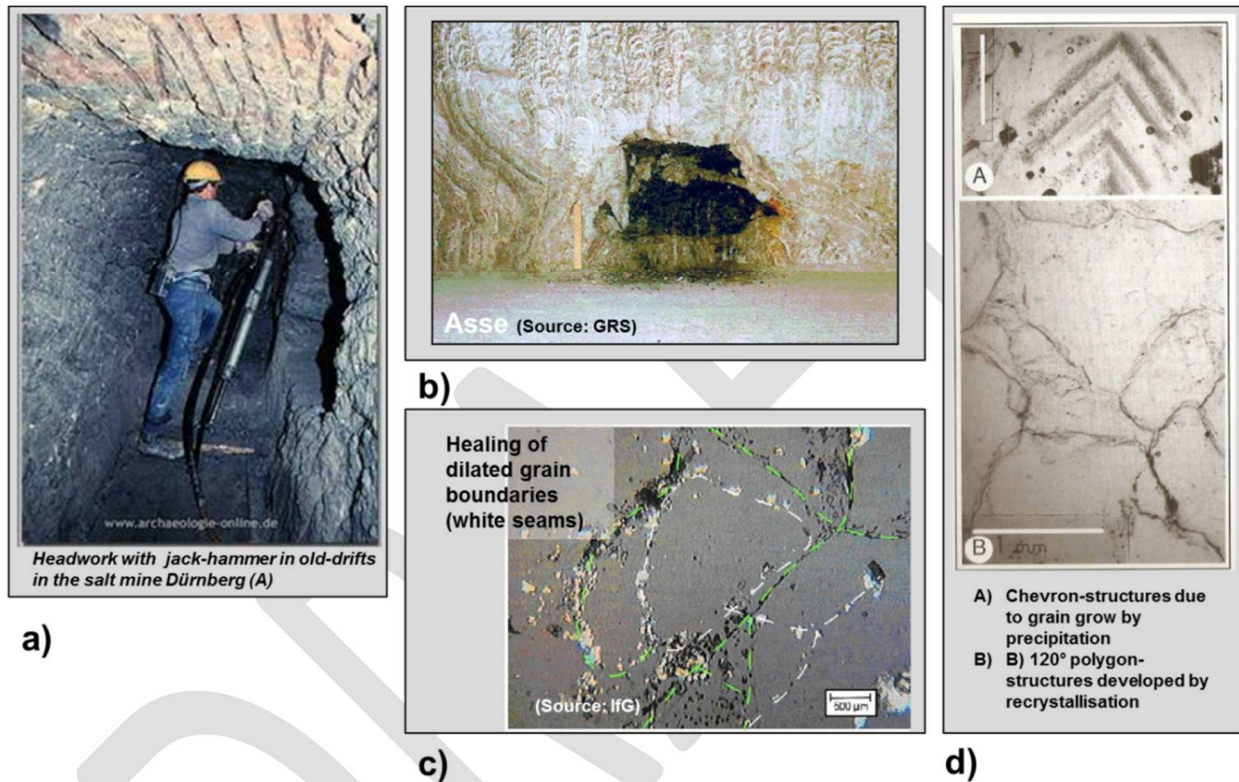 www.archaeologie-online.de
Headwork with jack-hammer in old-drifts
in the salt mine Dürnberg (A)
a)
Asse (Source: GRS)
b)
Healing of
dilated grain
boundaries
(white seams)
(Source: IfG)
500 µm
c)
A
B
1 mm
A) Chevron-structures due
to grain grow by
precipitation
B) B) 120° polygon-
structures developed by
recrystallisation
d)